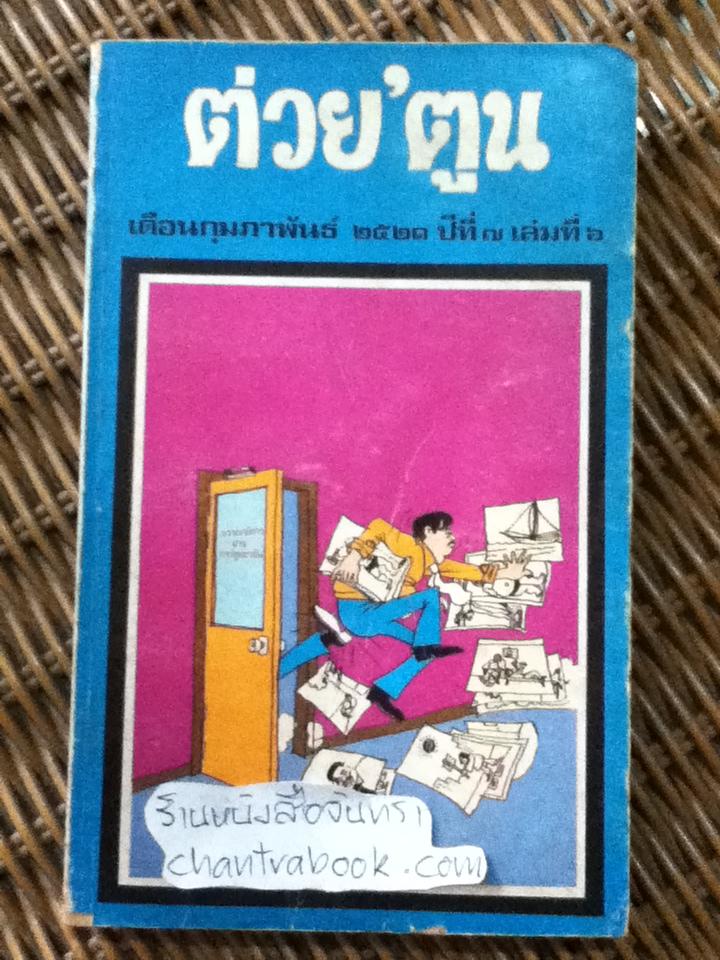 ต่วย'ตูน
เดือนกุมภาพันธ์ ๒๕๒๑ ปีที่ ๗ เล่มที่ ๖
ร้านหนังสือจันทรา
chantrabook.com